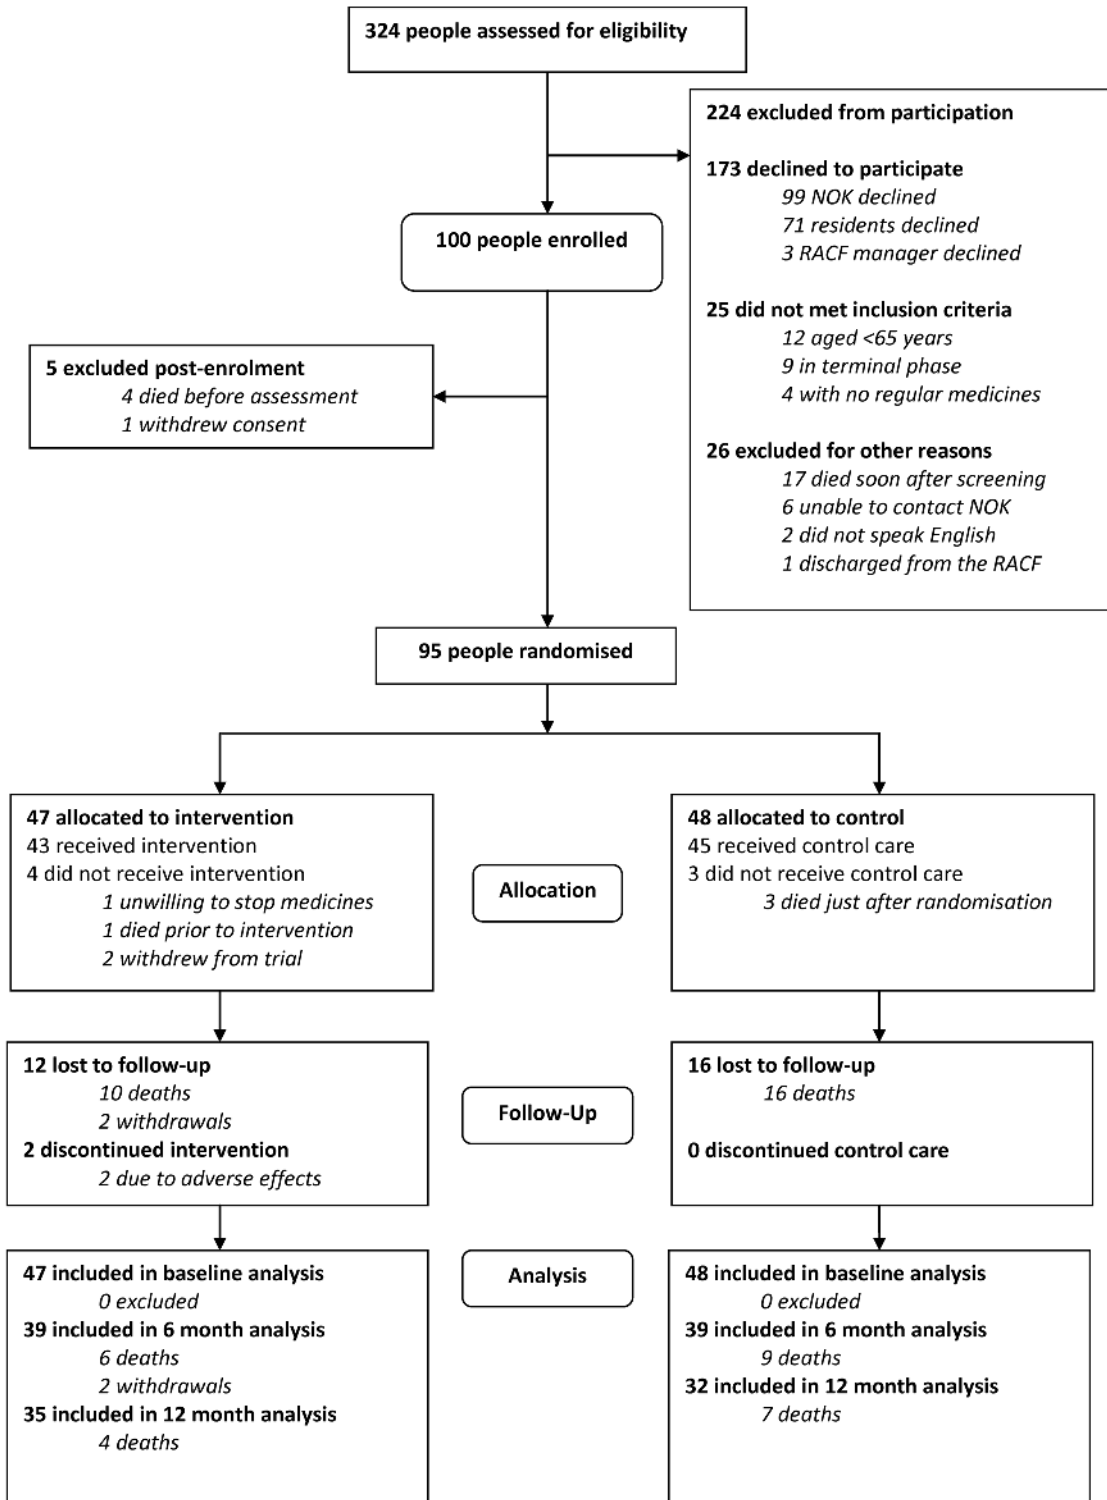 324 people assessed for eligibility
224 excluded from participation
173 declined to participate
99 NOK declined
71 residents declined
3 RACF manager declined
25 did not met inclusion criteria
12 aged <65 years
9 in terminal phase
4 with no regular medicines
26 excluded for other reasons
17 died soon after screening
6 unable to contact NOK
2 did not speak English
1 discharged from the RACF
100 people enrolled
5 excluded post-enrolment
4 died before assessment
1 withdrew consent
95 people randomised
47 allocated to intervention
43 received intervention
4 did not receive intervention
1 unwilling to stop medicines
1 died prior to intervention
2 withdrew from trial
Allocation
48 allocated to control
45 received control care
3 did not receive control care
3 died just after randomisation
12 lost to follow-up
10 deaths
2 withdrawals
2 discontinued intervention
2 due to adverse effects
Follow-Up
16 lost to follow-up
16 deaths
0 discontinued control care
47 included in baseline analysis
0 excluded
39 included in 6 month analysis
6 deaths
2 withdrawals
35 included in 12 month analysis
4 deaths
Analysis
48 included in baseline analysis
0 excluded
39 included in 6 month analysis
9 deaths
32 included in 12 month analysis
7 deaths